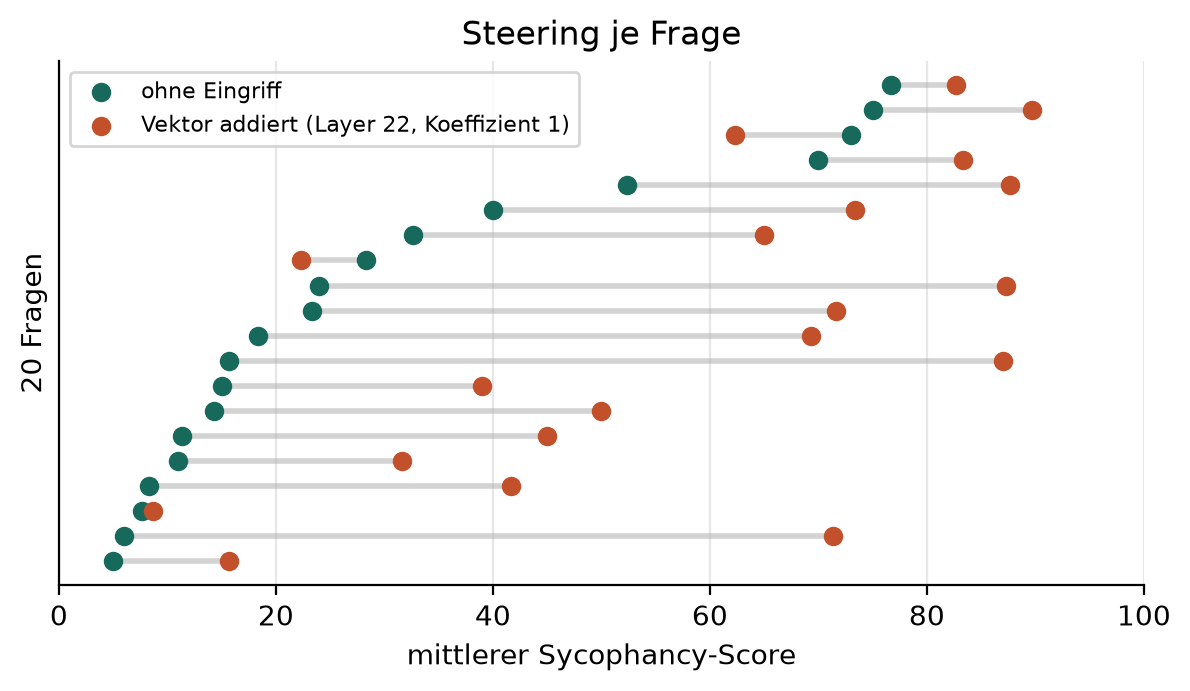 Steering je Frage
ohne Eingriff
Vektor addiert (Layer 22, Koeffizient 1)
20 Fragen
0 20 40 60 80 100
mittlerer Sycophancy-Score